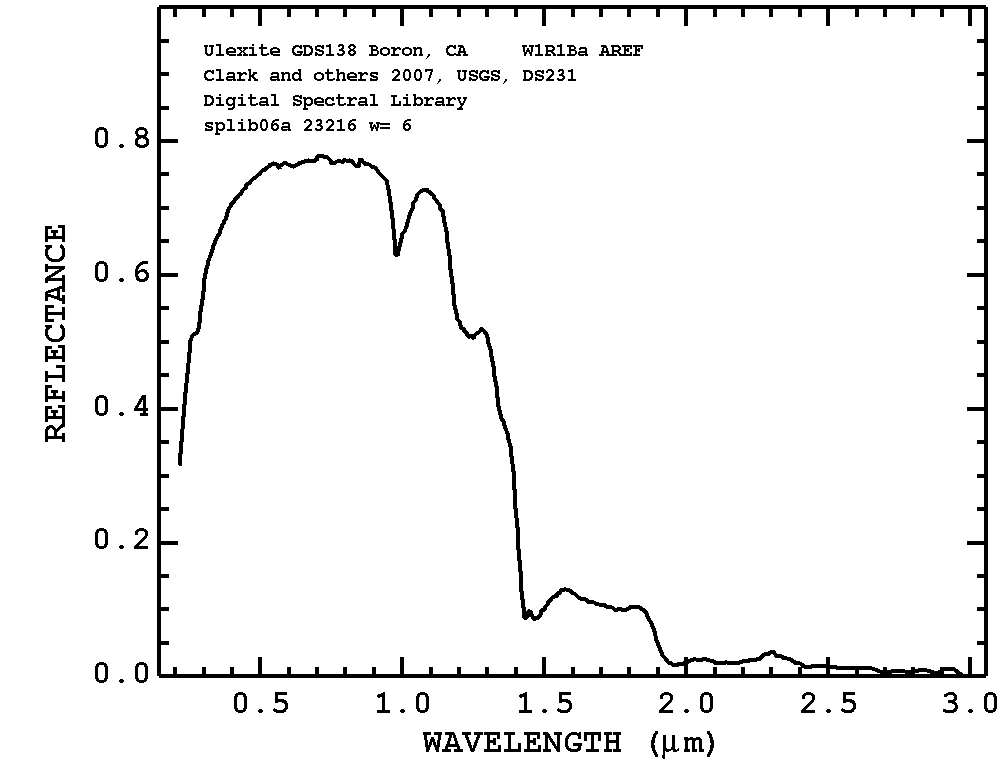 Ulexite GDS138 Boron, CA W1R1Ba AREF
Clark and others 2007, USGS, DS231
Digital Spectral Library
splib06a 23216 w= 6
REFLECTANCE
0.8
0.6
0.4
0.2
0.0
0.5 1.0 1.5 2.0 2.5 3.0
WAVELENGTH (μm)